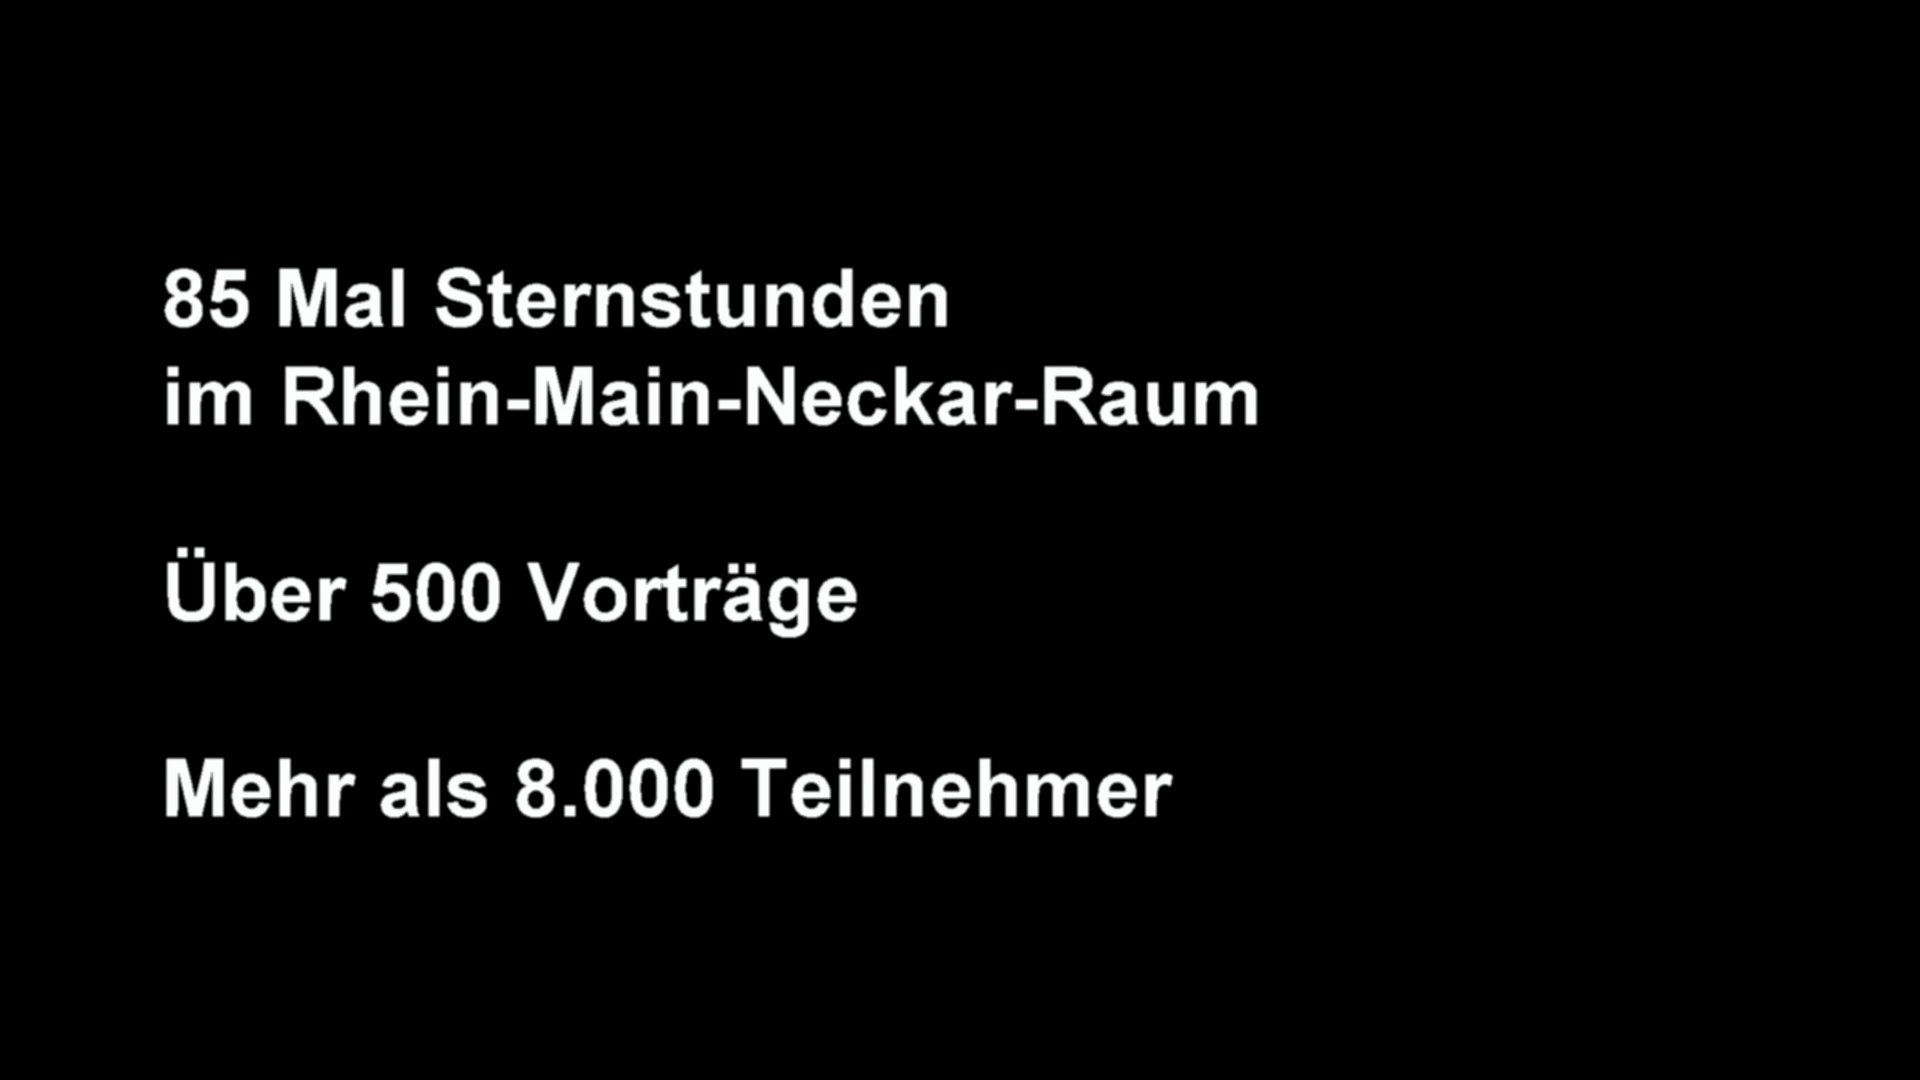 85 Mal Sternstunden
im Rhein-Main-Neckar-Raum
Über 500 Vorträge
Mehr als 8.000 Teilnehmer